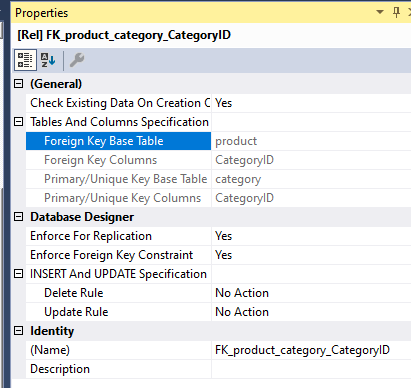 Properties
[Rel] FK_product_category_CategoryID
(General)
Check Existing Data On Creation O Yes
Tables And Columns Specification
Foreign Key Base Table product
Foreign Key Columns CategoryID
Primary/Unique Key Base Table category
Primary/Unique Key Columns CategoryID
Database Designer
Enforce For Replication Yes
Enforce Foreign Key Constraint Yes
INSERT And UPDATE Specification
Delete Rule No Action
Update Rule No Action
Identity
(Name) FK_product_category_CategoryID
Description